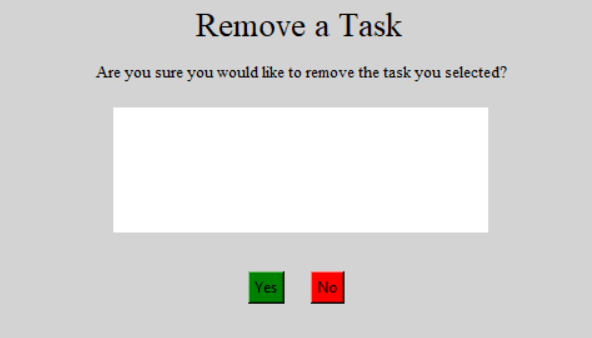 Remove a Task
Are you sure you would like to remove the task you selected?
Yes No